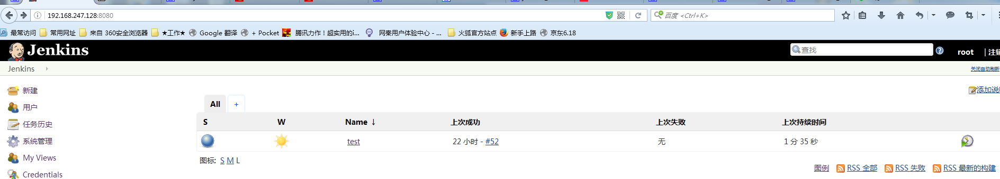 192.168.247.128:8080
百度 <Ctrl+K>
最常访问 常用网址 来自 360安全浏览器 ★工作★ Google 翻译 + Pocket 腾讯力作！超实用的i... 网秦用户体验中心 - ... 火狐官方站点 新手上路 京东6.18
Jenkins
查找
root | 注销
Jenkins
关闭自动刷新
新建
添加说明
用户
All +
任务历史
S W Name ↓ 上次成功 上次失败 上次持续时间
系统管理
test 22 小时 - #52 无 1 分 35 秒
My Views
图标: S M L
Credentials
图例 RSS 全部 RSS 失败 RSS 最新的构建